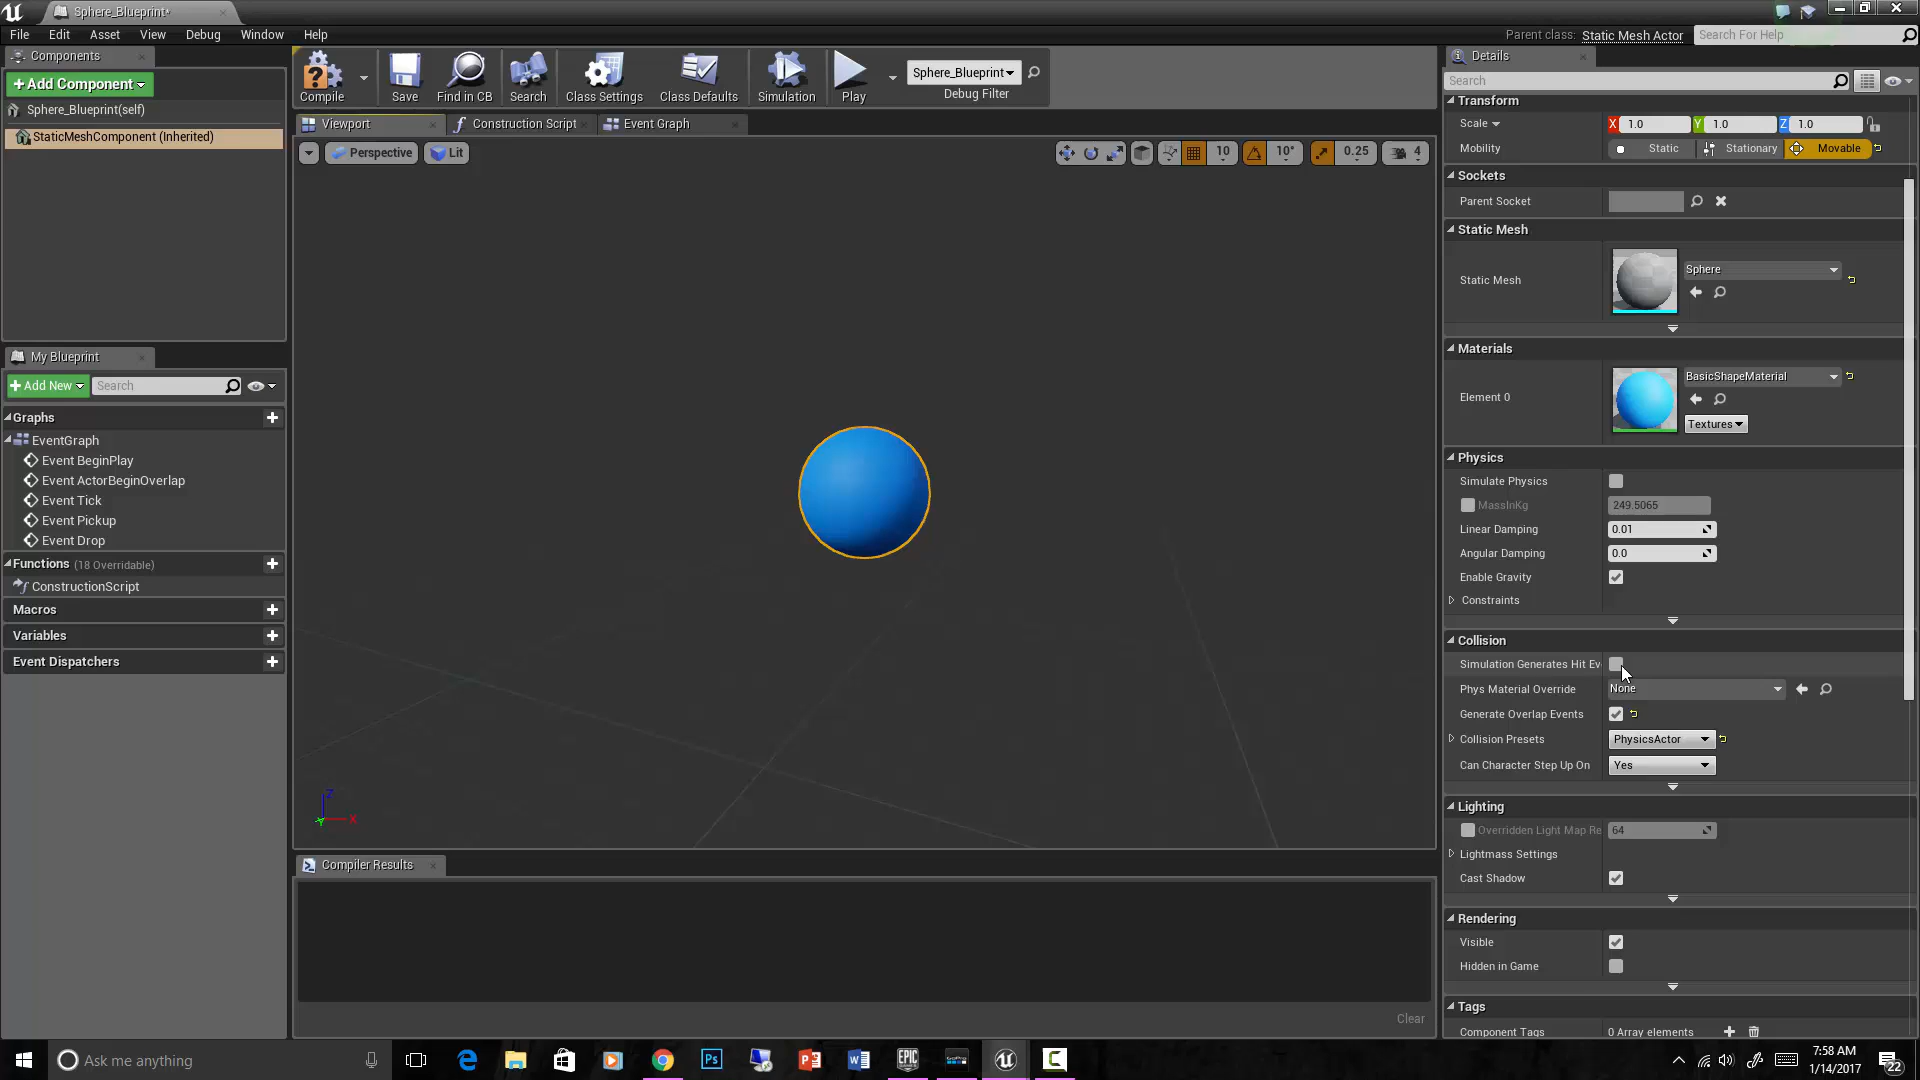 Sphere_Blueprint*
File Edit Asset View Debug Window Help
Parent class: Static Mesh Actor
Search For Help
Components
+Add Component
Sphere_Blueprint(self)
StaticMeshComponent (Inherited)
Compile
Save
Find in CB
Search
Class Settings
Class Defaults
Simulation
Play
Sphere_Blueprint
Debug Filter
Viewport
Construction Script
Event Graph
Perspective
Lit
10
10°
0.25
4
Z
X
Y
My Blueprint
+Add New
Search
Graphs
EventGraph
Event BeginPlay
Event ActorBeginOverlap
Event Tick
Event Pickup
Event Drop
Functions (18 Overridable)
ConstructionScript
Macros
Variables
Event Dispatchers
Compiler Results
Clear
Details
Search
Transform
Scale X 1.0 Y 1.0 Z 1.0
Mobility Static Stationary Movable
Sockets
Parent Socket
Static Mesh
Static Mesh Sphere
Materials
Element 0 BasicShapeMaterial
Textures
Physics
Simulate Physics
MassInKg 249.5065
Linear Damping 0.01
Angular Damping 0.0
Enable Gravity
Constraints
Collision
Simulation Generates Hit Ev
Phys Material Override None
Generate Overlap Events
Collision Presets PhysicsActor
Can Character Step Up On Yes
Lighting
Overridden Light Map Re 64
Lightmass Settings
Cast Shadow
Rendering
Visible
Hidden in Game
Tags
Component Tags 0 Array elements
Ask me anything
EPIC
7:58 AM
1/14/2017
22